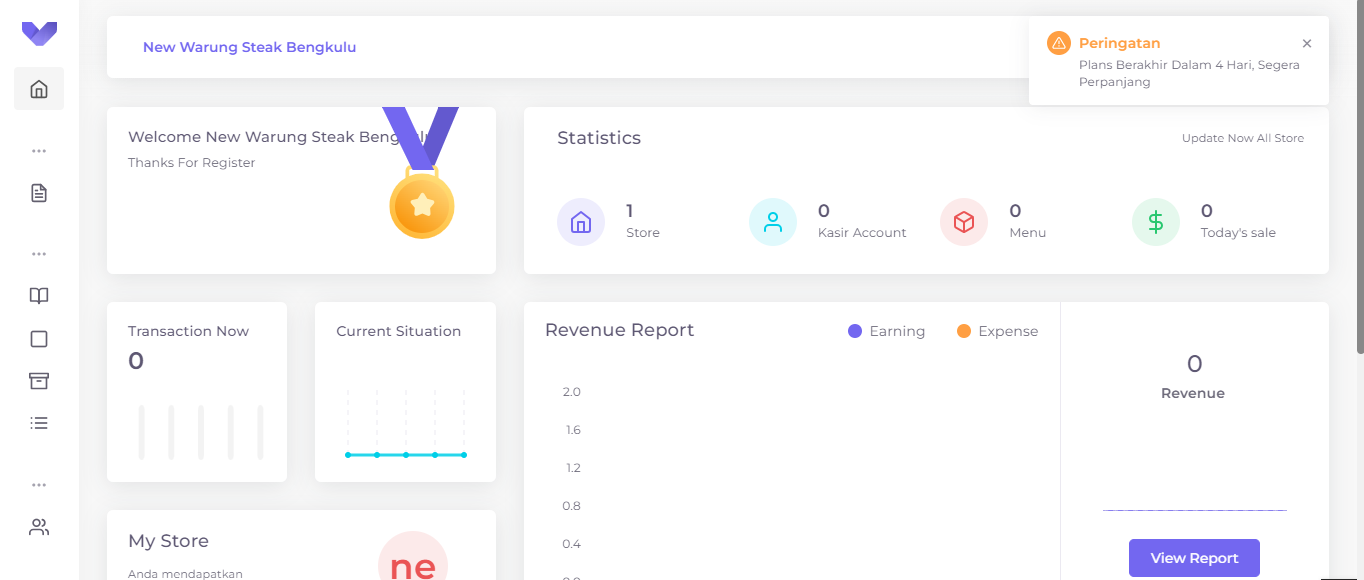 New Warung Steak Bengkulu
Peringatan
Plans Berakhir Dalam 4 Hari, Segera
Perpanjang
Welcome New Warung Steak Bengkulu
Thanks For Register
Statistics
Update Now All Store
1
Store
0
Kasir Account
0
Menu
0
Today's sale
Transaction Now
0
Current Situation
Revenue Report
Earning
Expense
2.0
1.6
1.2
0.8
0.4
0.0
0
Revenue
View Report
My Store
Anda mendapatkan
ne